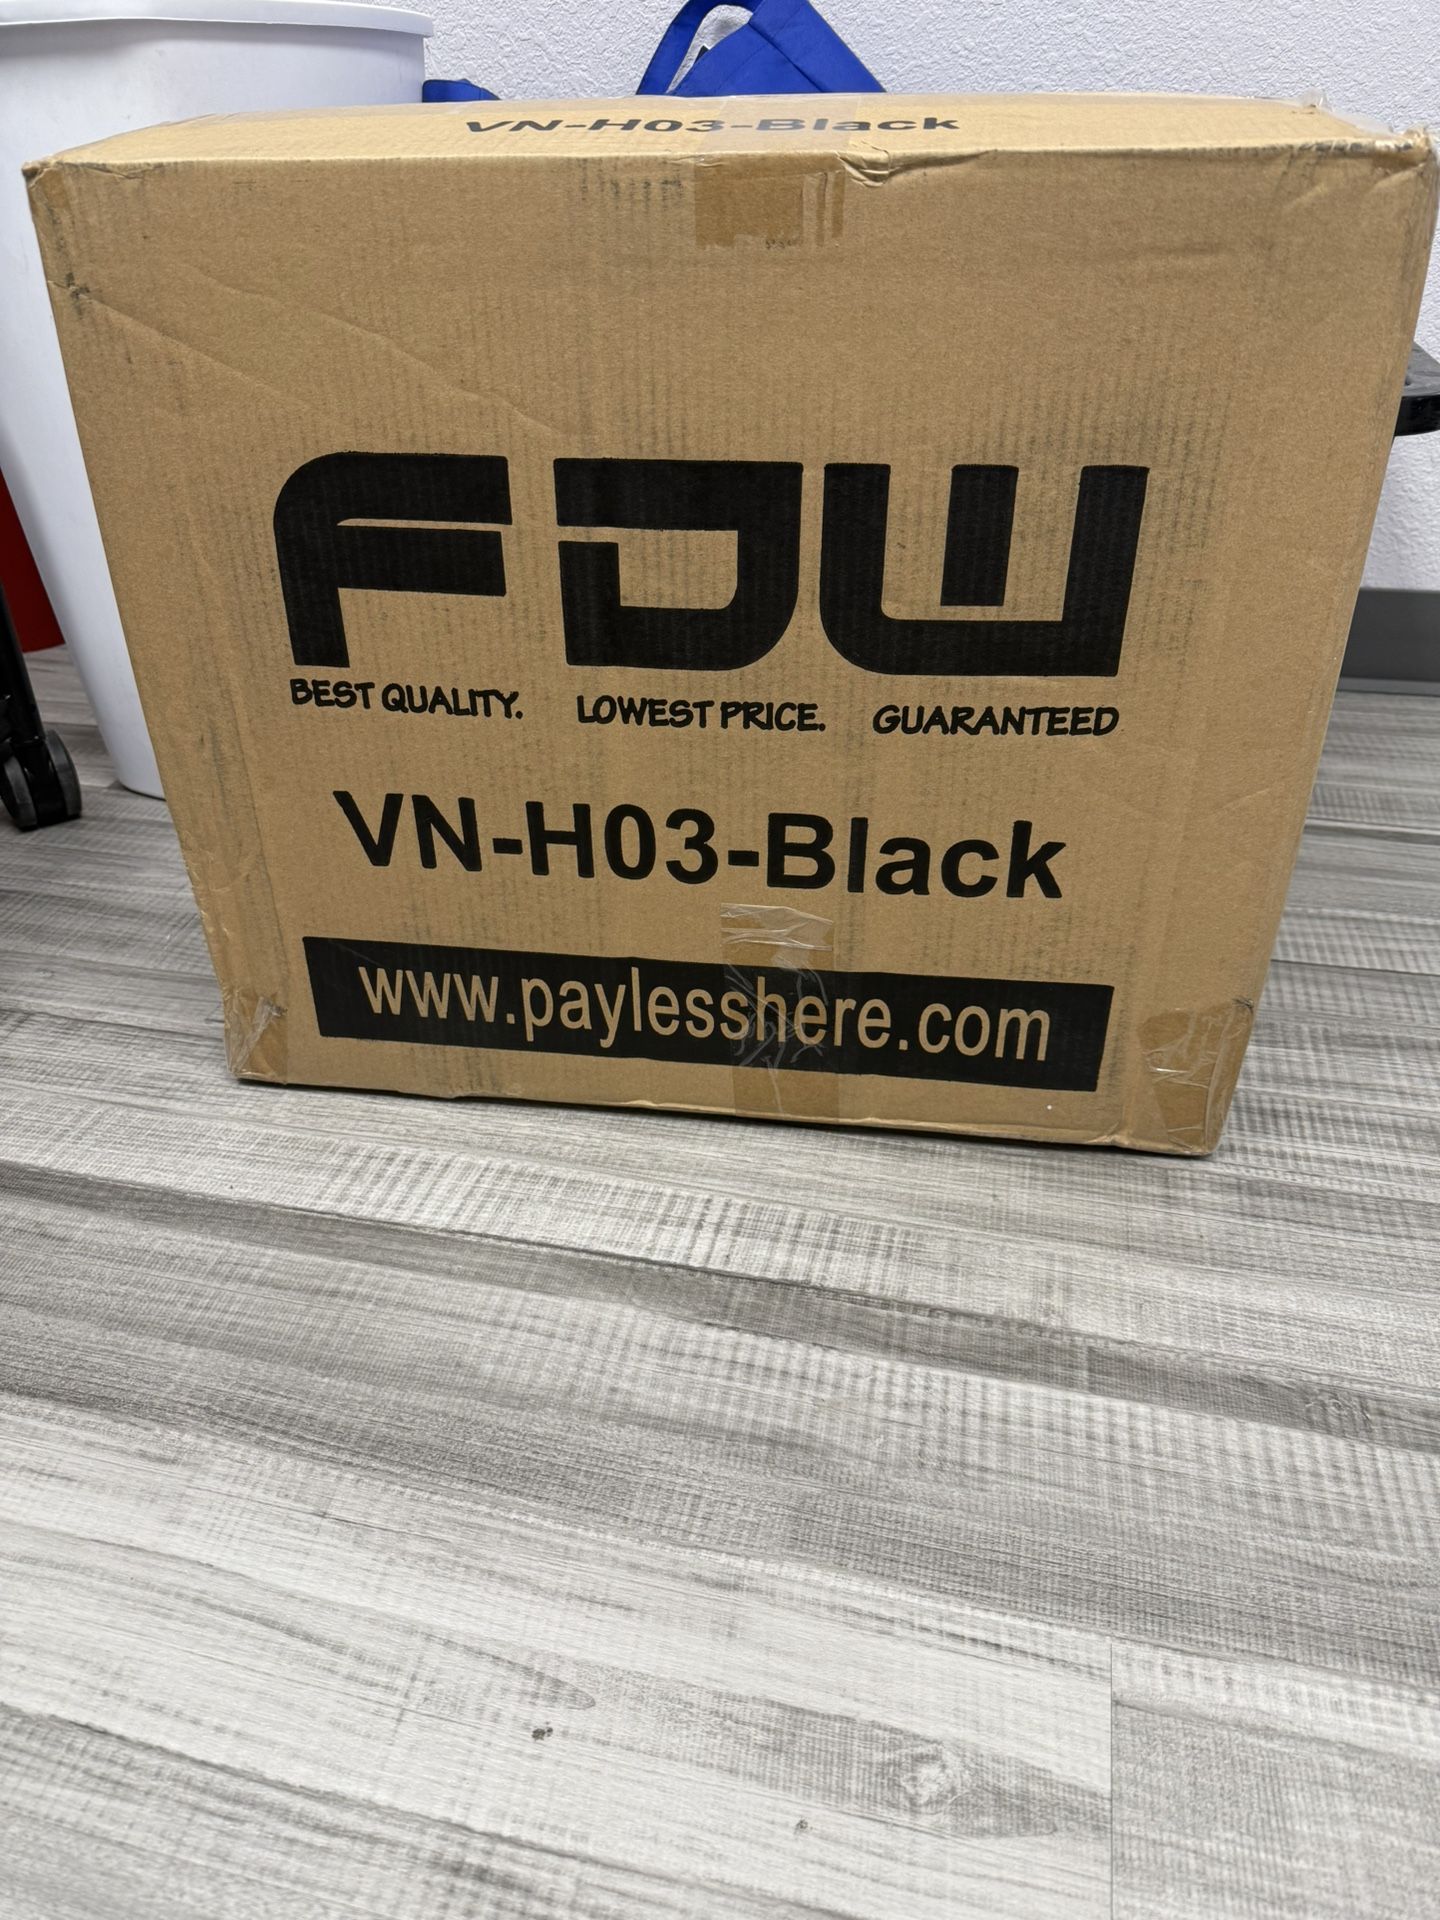 VN-H03-Black
FDW
BEST QUALITY. LOWEST PRICE. GUARANTEED
VN-H03-Black
www.paylesshere.com